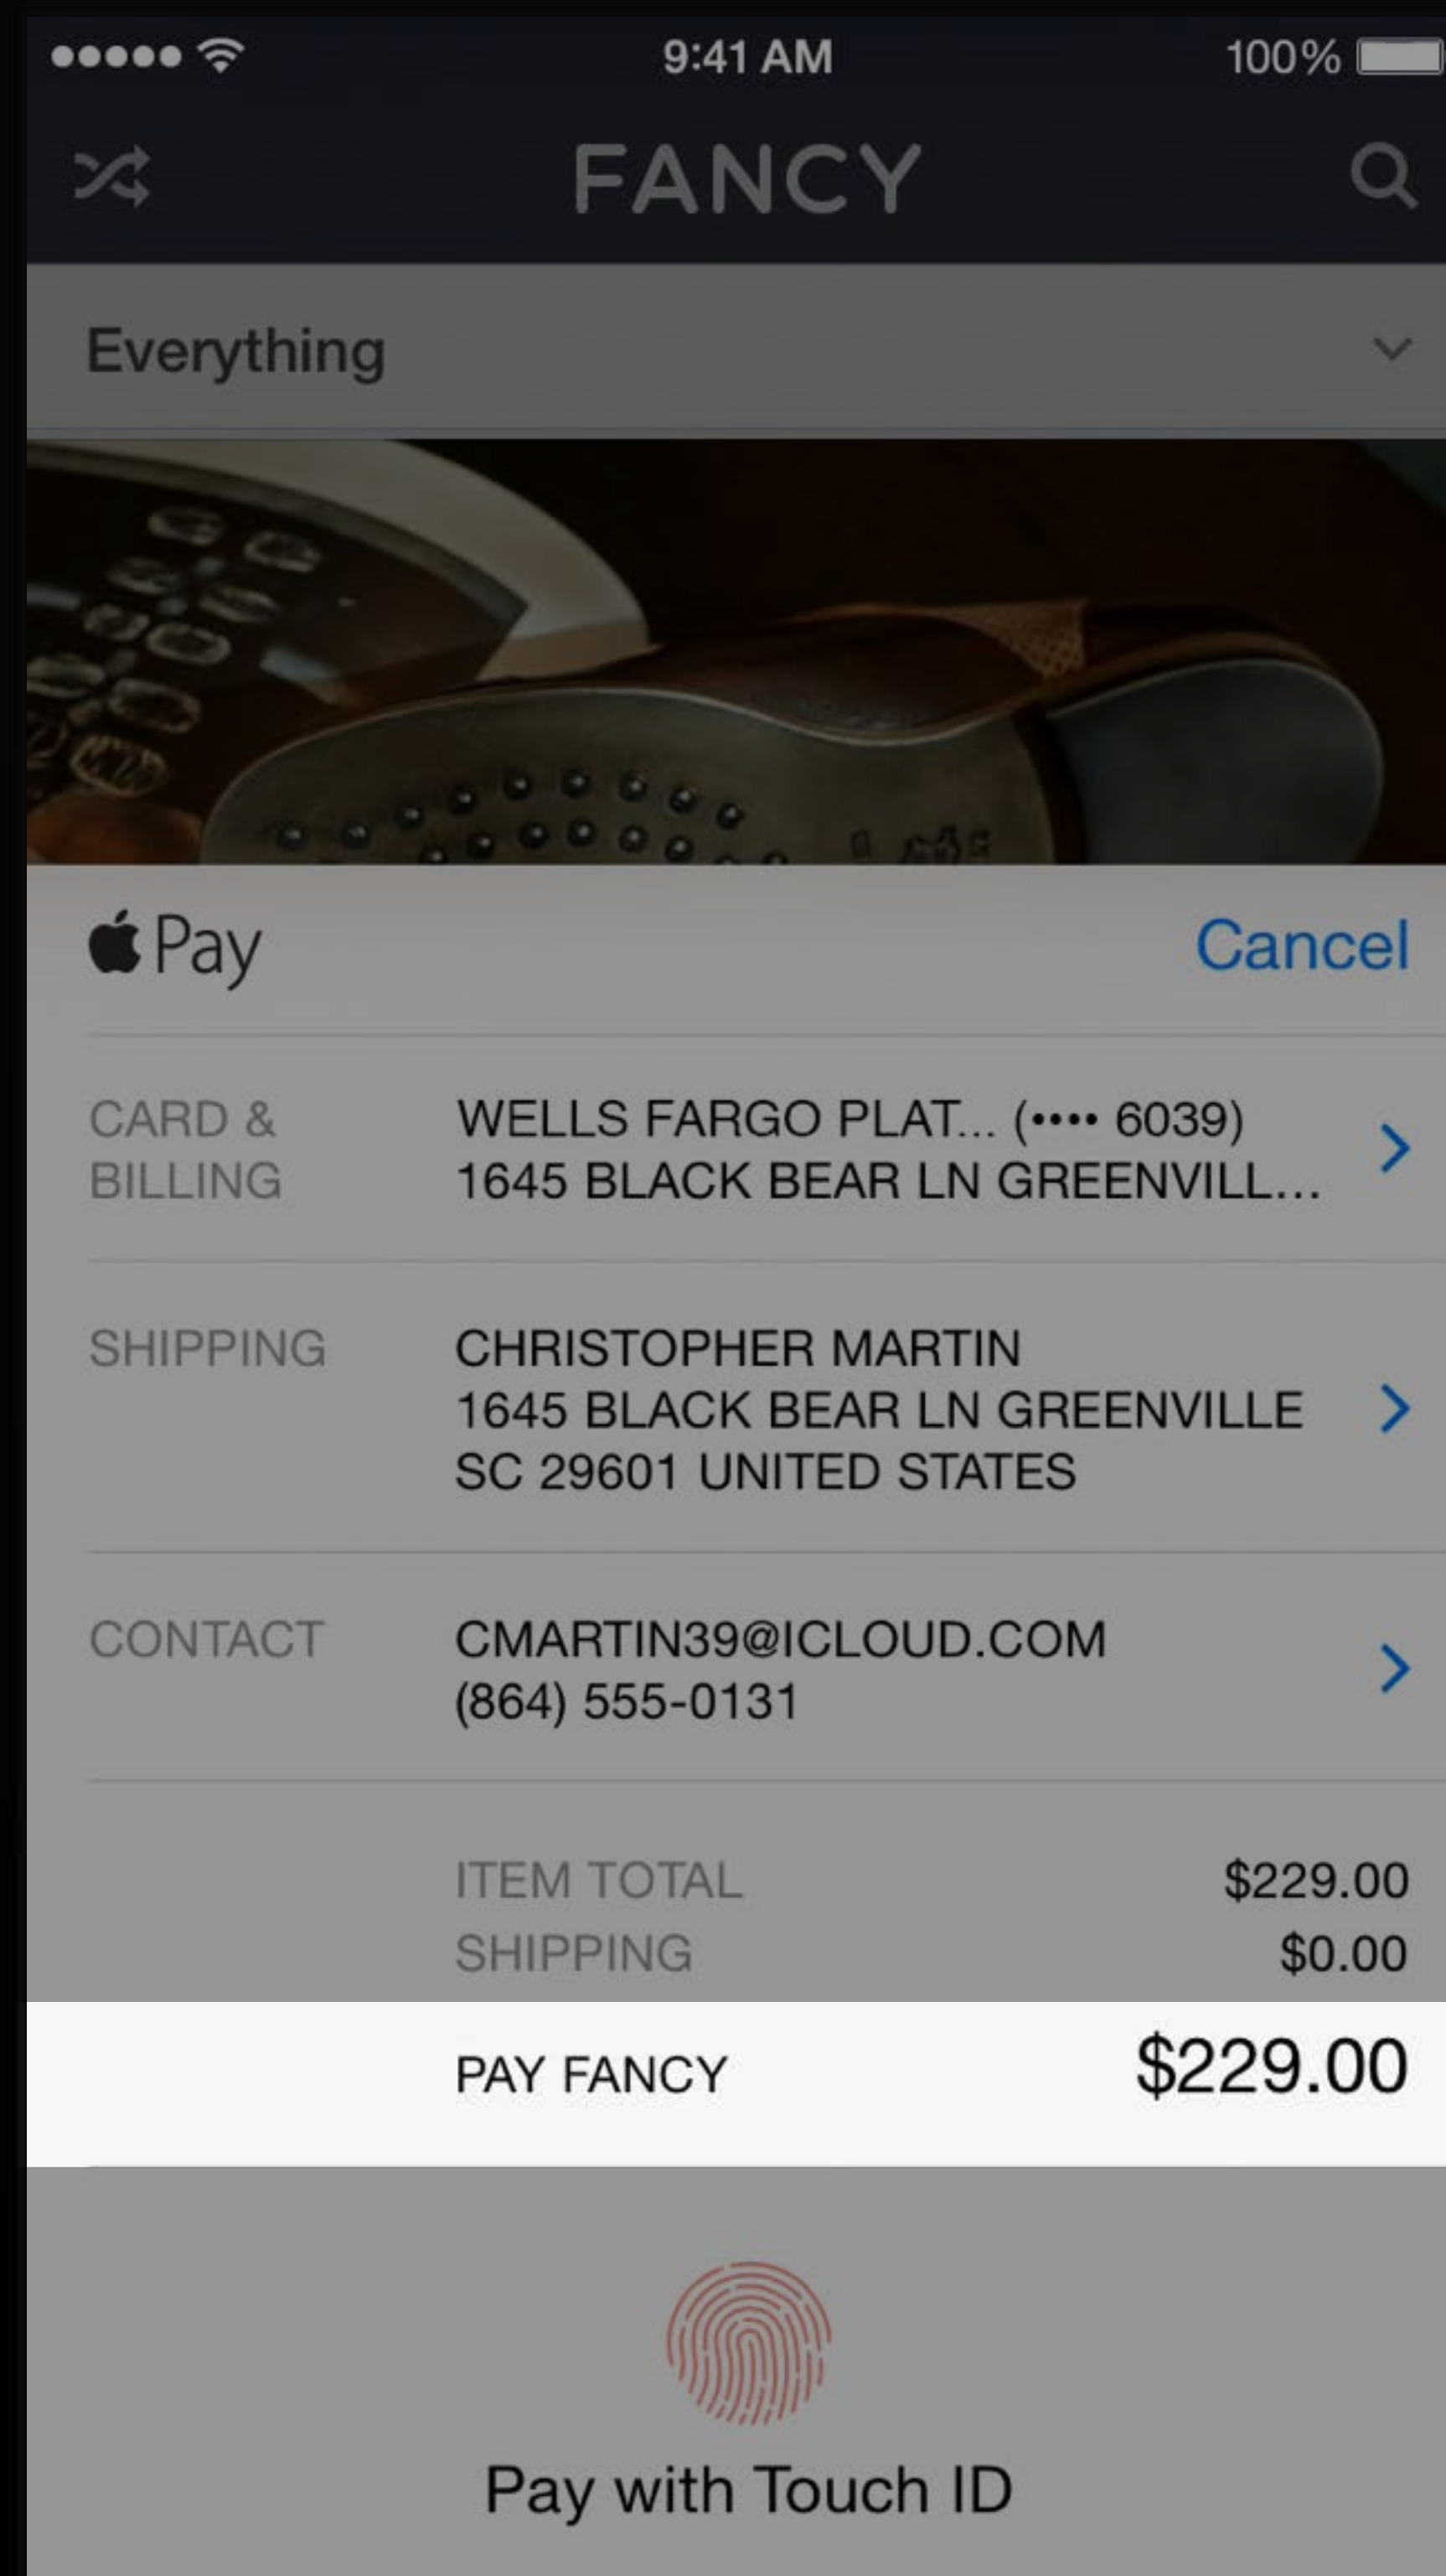 9:41 AM 100%
FANCY
Everything
Pay Cancel
CARD & WELLS FARGO PLAT... (•••• 6039)
BILLING 1645 BLACK BEAR LN GREENVILL...
SHIPPING CHRISTOPHER MARTIN
1645 BLACK BEAR LN GREENVILLE
SC 29601 UNITED STATES
CONTACT CMARTIN39@ICLOUD.COM
(864) 555-0131
ITEM TOTAL $229.00
SHIPPING $0.00
PAY FANCY $229.00
Pay with Touch ID